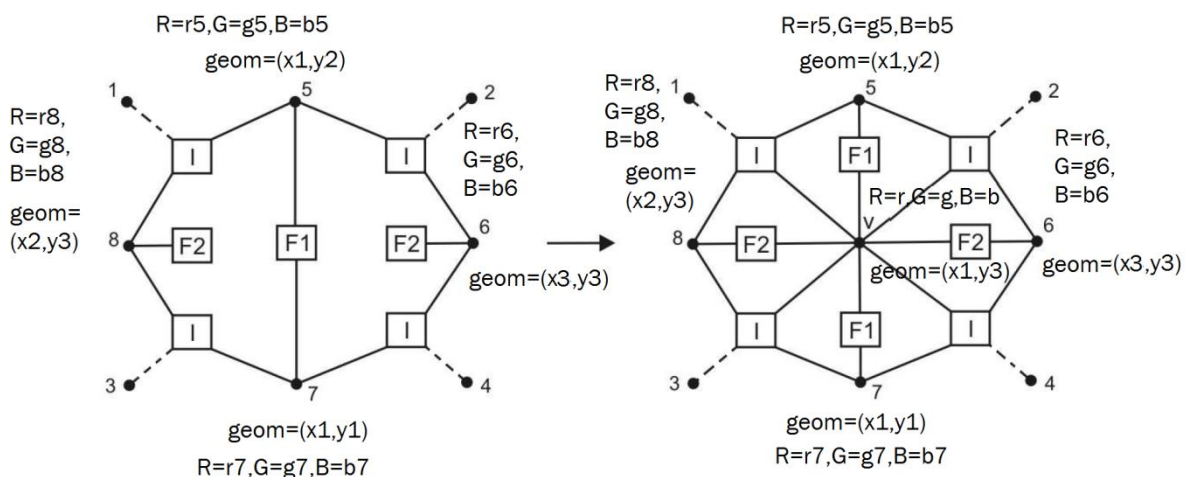 R=r5,G=g5,B=b5
geom=(x1,y2)
1
5
2
R=r8,
G=g8,
B=b8
I
I
R=r6,
G=g6,
B=b6
geom=
(x2,y3)
8
F2
F1
F2
6
geom=(x3,y3)
I
I
3
7
4
geom=(x1,y1)
R=r7,G=g7,B=b7
R=r5,G=g5,B=b5
geom=(x1,y2)
R=r8,
G=g8,
B=b8
1
5
2
I
F1
I
R=r6,
G=g6,
B=b6
geom=
(x2,y3)
R=r,G=g,B=b
v
8
F2
F2
6
geom=(x1,y3)
geom=(x3,y3)
I
F1
I
3
7
4
geom=(x1,y1)
R=r7,G=g7,B=b7